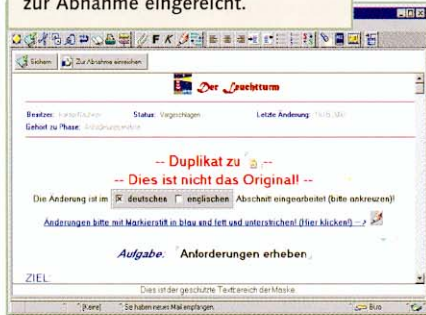 zur Abnahme eingereicht.
F K
Sichern Zur Abnahme einreichen
Der Leuchtturm
Besitzer: Status: Vorgeschlagen Letzte Änderung:
Gehört zu Phase:
-- Duplikat zu --
-- Dies ist nicht das Original! --
Die Änderung ist im deutschen englischen Abschnitt eingearbeitet (bitte ankreuzen)!
Änderungen bitte mit Markierstift in blau und fett und unterstrichen! (Hier klicken!) -->
Aufgabe: Anforderungen erheben
ZIEL:
Dies ist der geschützte Textbereich der Maske.
[Keine] Sie haben neues Mail empfangen. Büro